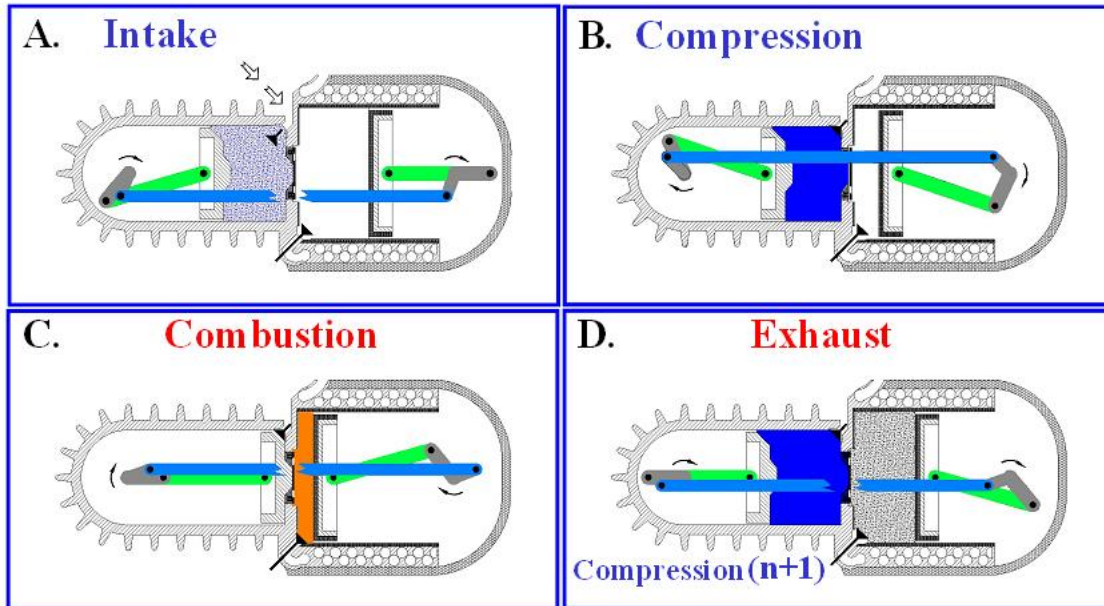 A. Intake
B. Compression
C. Combustion
D. Exhaust
Compression (n+1)